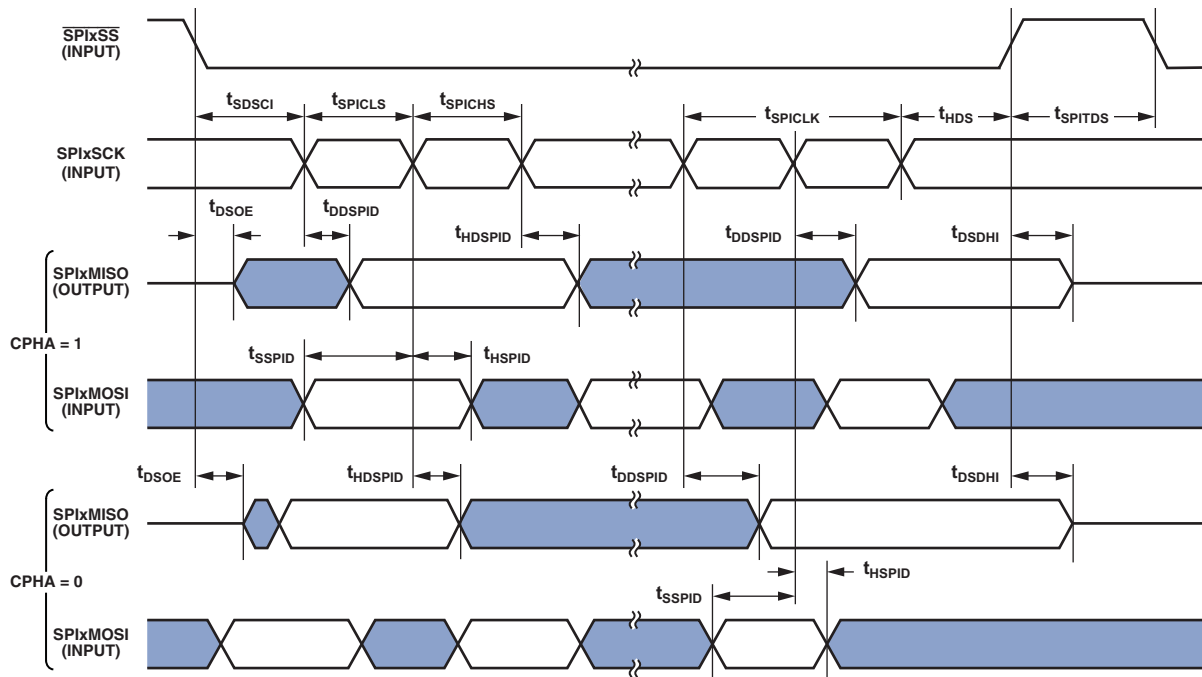 SPIxSS
(INPUT)
tSDSCI tSPICLS tSPICHS tSPICLK tHDS tSPITDS
SPIxSCK
(INPUT)
tDSOE tDDSPID tHDSPID tDDSPID tDSDHI
SPIxMISO
(OUTPUT)
CPHA = 1
tSSPID tHSPID
SPIxMOSI
(INPUT)
tDSOE tHDSPID tDDSPID tDSDHI
SPIxMISO
(OUTPUT)
CPHA = 0
tHSPID
tSSPID
SPIxMOSI
(INPUT)